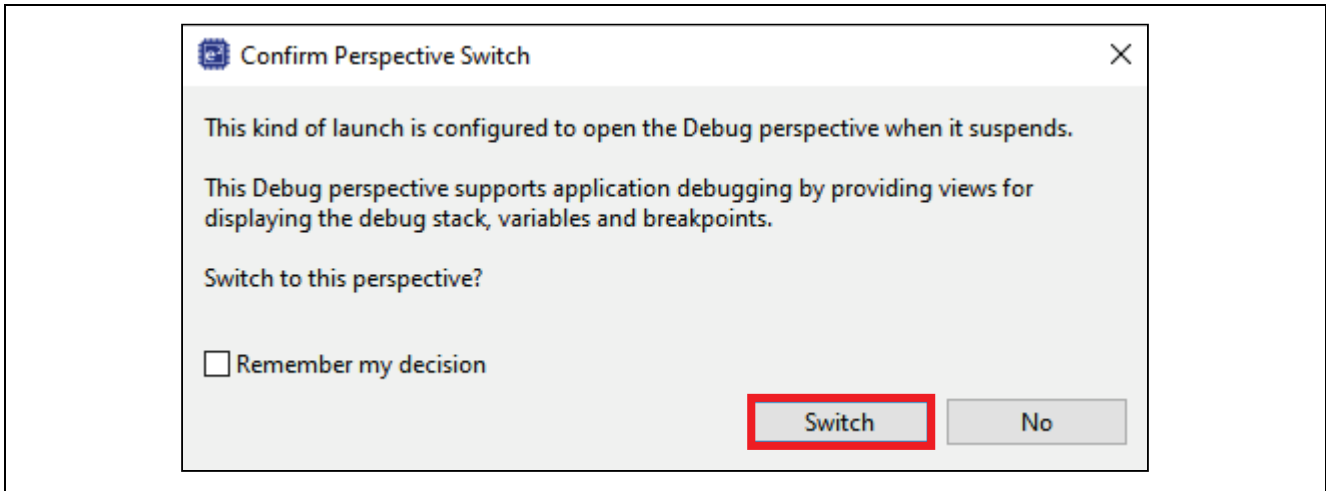 Confirm Perspective Switch
This kind of launch is configured to open the Debug perspective when it suspends.
This Debug perspective supports application debugging by providing views for
displaying the debug stack, variables and breakpoints.
Switch to this perspective?
Remember my decision
Switch
No